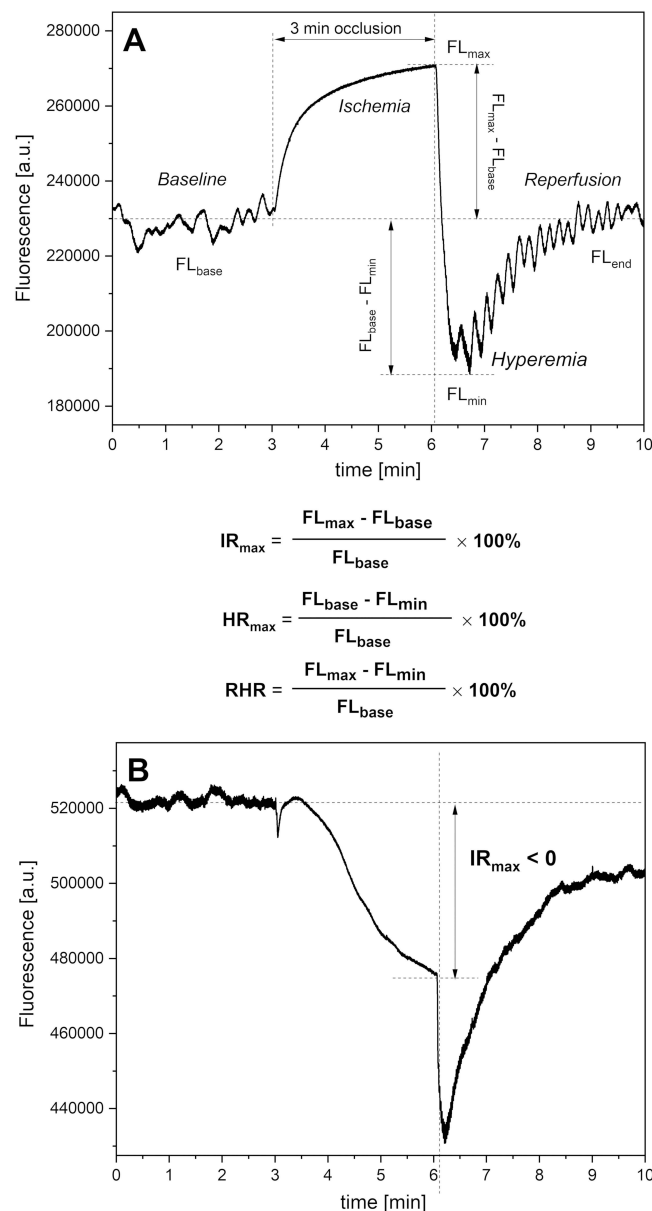 A
3 min occlusion
FLmax
Ischemia
FLmax - FLbase
Baseline
Reperfusion
FLbase
FLend
FLbase - FLmin
Hyperemia
FLmin
Fluorescence [a.u.]
280000
260000
240000
220000
200000
180000
0 1 2 3 4 5 6 7 8 9 10
time [min]
IRmax = FLmax - FLbase / FLbase × 100%
HRmax = FLbase - FLmin / FLbase × 100%
RHR = FLmax - FLmin / FLbase × 100%
B
IRmax < 0
Fluorescence [a.u.]
520000
500000
480000
460000
440000
0 1 2 3 4 5 6 7 8 9 10
time [min]